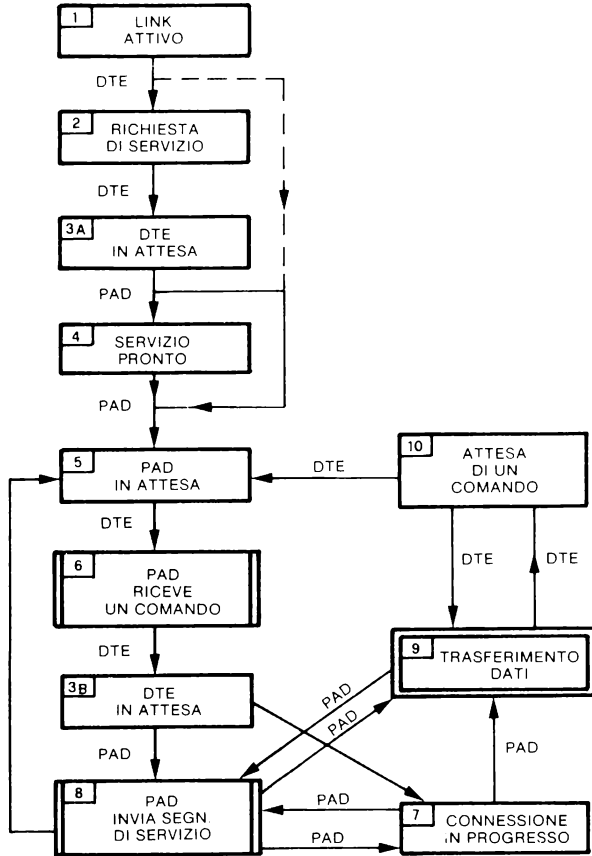 1
LINK
ATTIVO
DTE
2
RICHIESTA
DI SERVIZIO
DTE
3A
DTE
IN ATTESA
PAD
4
SERVIZIO
PRONTO
PAD
5
PAD
IN ATTESA
DTE
10
ATTESA
DI UN
COMANDO
DTE
6
PAD
RICEVE
UN COMANDO
DTE
DTE
DTE
9
TRASFERIMENTO
DATI
3B
DTE
IN ATTESA
PAD
PAD
PAD
PAD
8
PAD
INVIA SEGN.
DI SERVIZIO
PAD
PAD
7
CONNESSIONE
IN PROGRESSO